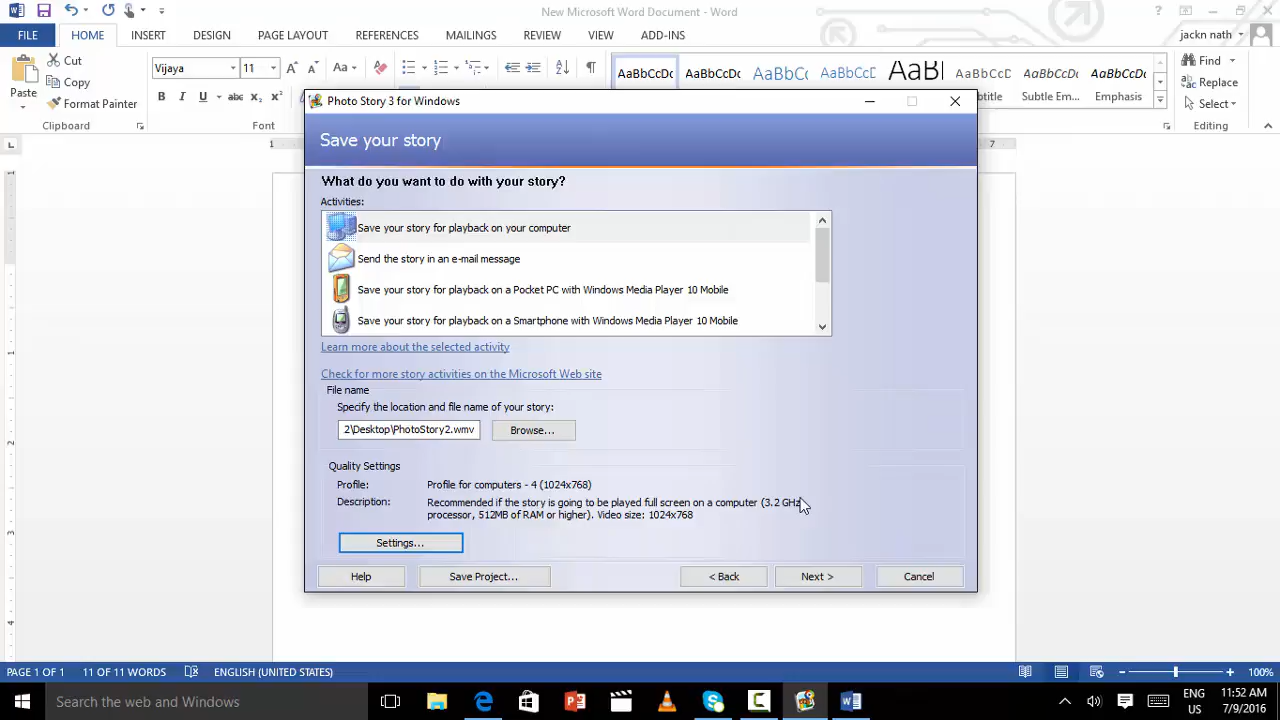 New Microsoft Word Document - Word
FILE HOME INSERT DESIGN PAGE LAYOUT REFERENCES MAILINGS REVIEW VIEW ADD-INS jackn nath
Paste
Cut
Copy
Format Painter
Clipboard
Vijaya 11
B I U abc x₂ x²
Font
AaBbCcDc AaBbCcDc AaBbCc AaBbCc AaBl AaBbCcD AaBbCcDc AaBbCcDc
btitle Subtle Em... Emphasis
Find
Replace
Select
Editing
Photo Story 3 for Windows
Save your story
What do you want to do with your story?
Activities:
Save your story for playback on your computer
Send the story in an e-mail message
Save your story for playback on a Pocket PC with Windows Media Player 10 Mobile
Save your story for playback on a Smartphone with Windows Media Player 10 Mobile
Learn more about the selected activity
Check for more story activities on the Microsoft Web site
File name
Specify the location and file name of your story:
2\Desktop\PhotoStory2.wmv Browse...
Quality Settings
Profile: Profile for computers - 4 (1024x768)
Description: Recommended if the story is going to be played full screen on a computer (3.2 GHz
processor, 512MB of RAM or higher). Video size: 1024x768
Settings...
Help Save Project... < Back Next > Cancel
PAGE 1 OF 1 11 OF 11 WORDS ENGLISH (UNITED STATES) 100%
Search the web and Windows
ENG
US
11:52 AM
7/9/2016